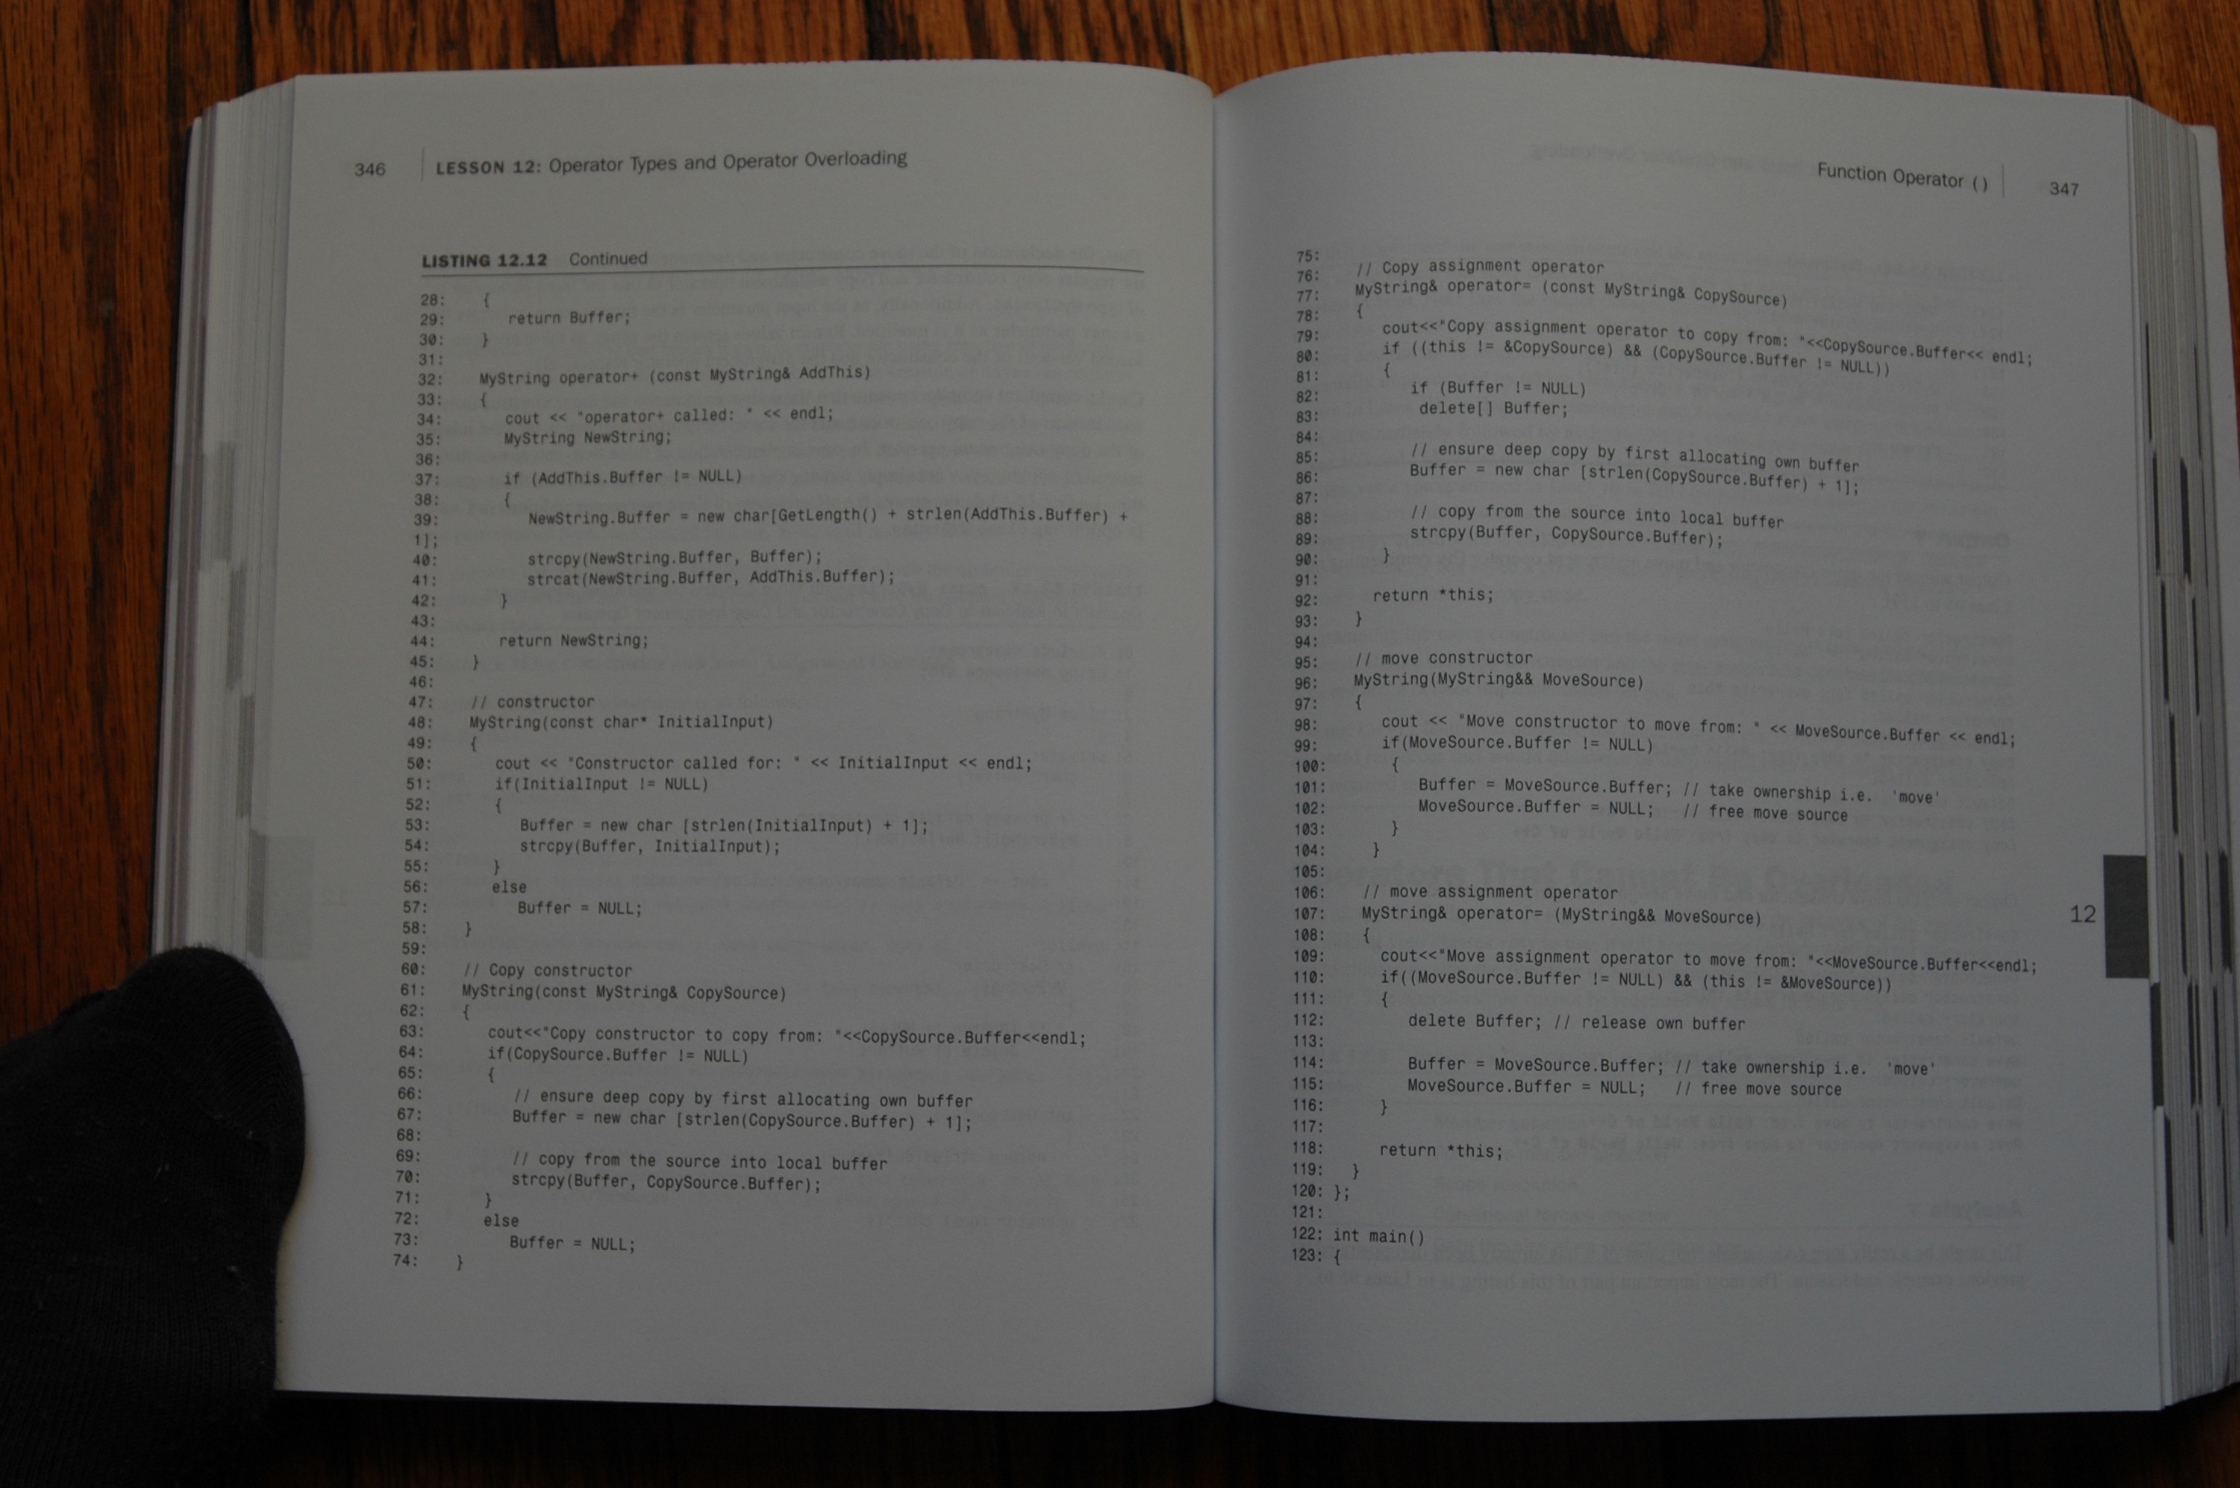 346 LESSON 12: Operator Types and Operator Overloading
LISTING 12.12 Continued
28: {
29: return Buffer;
30: }
31:
32: MyString operator+ (const MyString& AddThis)
33: {
34: cout << "operator+ called: " << endl;
35: MyString NewString;
36:
37: if (AddThis.Buffer != NULL)
38: {
39: NewString.Buffer = new char[GetLength() + strlen(AddThis.Buffer) +
1];
40: strcpy(NewString.Buffer, Buffer);
41: strcat(NewString.Buffer, AddThis.Buffer);
42: }
43:
44: return NewString;
45: }
46:
47: // constructor
48: MyString(const char* InitialInput)
49: {
50: cout << "Constructor called for: " << InitialInput << endl;
51: if(InitialInput != NULL)
52: {
53: Buffer = new char [strlen(InitialInput) + 1];
54: strcpy(Buffer, InitialInput);
55: }
56: else
57: Buffer = NULL;
58: }
59:
60: // Copy constructor
61: MyString(const MyString& CopySource)
62: {
63: cout<<"Copy constructor to copy from: "<<CopySource.Buffer<<endl;
64: if(CopySource.Buffer != NULL)
65: {
66: // ensure deep copy by first allocating own buffer
67: Buffer = new char [strlen(CopySource.Buffer) + 1];
68:
69: // copy from the source into local buffer
70: strcpy(Buffer, CopySource.Buffer);
71: }
72: else
73: Buffer = NULL;
74: }
Function Operator () 347
75:
76: // Copy assignment operator
77: MyString& operator= (const MyString& CopySource)
78: {
79: cout<<"Copy assignment operator to copy from: "<<CopySource.Buffer<< endl;
80: if ((this != &CopySource) && (CopySource.Buffer != NULL))
81: {
82: if (Buffer != NULL)
83: delete[] Buffer;
84:
85: // ensure deep copy by first allocating own buffer
86: Buffer = new char [strlen(CopySource.Buffer) + 1];
87:
88: // copy from the source into local buffer
89: strcpy(Buffer, CopySource.Buffer);
90: }
91:
92: return *this;
93: }
94:
95: // move constructor
96: MyString(MyString&& MoveSource)
97: {
98: cout << "Move constructor to move from: " << MoveSource.Buffer << endl;
99: if(MoveSource.Buffer != NULL)
100: {
101: Buffer = MoveSource.Buffer; // take ownership i.e. 'move'
102: MoveSource.Buffer = NULL; // free move source
103: }
104: }
105:
106: // move assignment operator
107: MyString& operator= (MyString&& MoveSource)
108: {
109: cout<<"Move assignment operator to move from: "<<MoveSource.Buffer<<endl;
110: if((MoveSource.Buffer != NULL) && (this != &MoveSource))
111: {
112: delete Buffer; // release own buffer
113:
114: Buffer = MoveSource.Buffer; // take ownership i.e. 'move'
115: MoveSource.Buffer = NULL; // free move source
116: }
117:
118: return *this;
119: }
120: };
121:
122: int main()
123: {
12